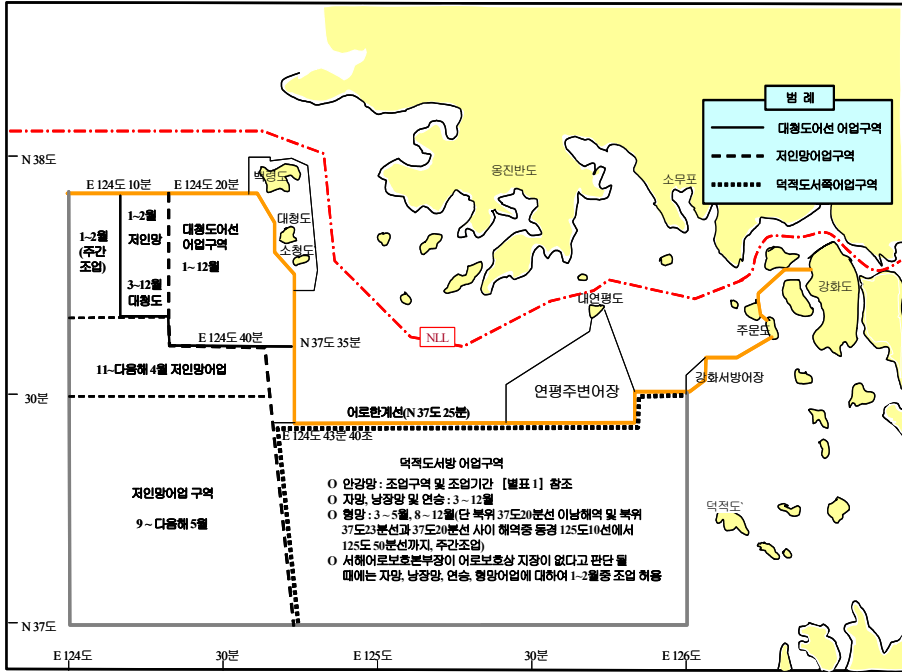 범 례
대청도어선 어업구역
저인망어업구역
덕적도서쪽어업구역
N 38도
E 124도 10분
E 124도 20분
백령도
옹진반도
소무포
1~2월
(주간
조업)
1~2월
저인망
3~12월
대청도
대청도어선
어업구역
1~12월
대청도
소청도
대연평도
강화도
주문도
E 124도 40분
N 37도 35분
NLL
11~다음해 4월 저인망어업
연평주변어장
강화서방어장
30분
어로한계선(N 37도 25분)
E 124도 43분 40초
저인망어업 구역
9 ~ 다음해 5월
덕적도서방 어업구역
O 안강망 : 조업구역 및 조업기간 [별표 1] 참조
O 자망, 낭장망 및 연승 : 3 ~ 12월
O 형망 : 3 ~ 5월, 8 ~ 12월(단 북위 37도20분선 이남해역 및 북위
37도23분선과 37도20분선 사이 해역중 동경 125도10선에서
125도 50분선까지, 주간조업)
O 서해어로보호본부장이 어로보호상 지장이 없다고 판단 될
때에는 자망, 낭장망, 연승, 형망어업에 대하여 1~2월중 조업 허용
덕적도
N 37도
E 124도
30분
E 125도
30분
E 126도